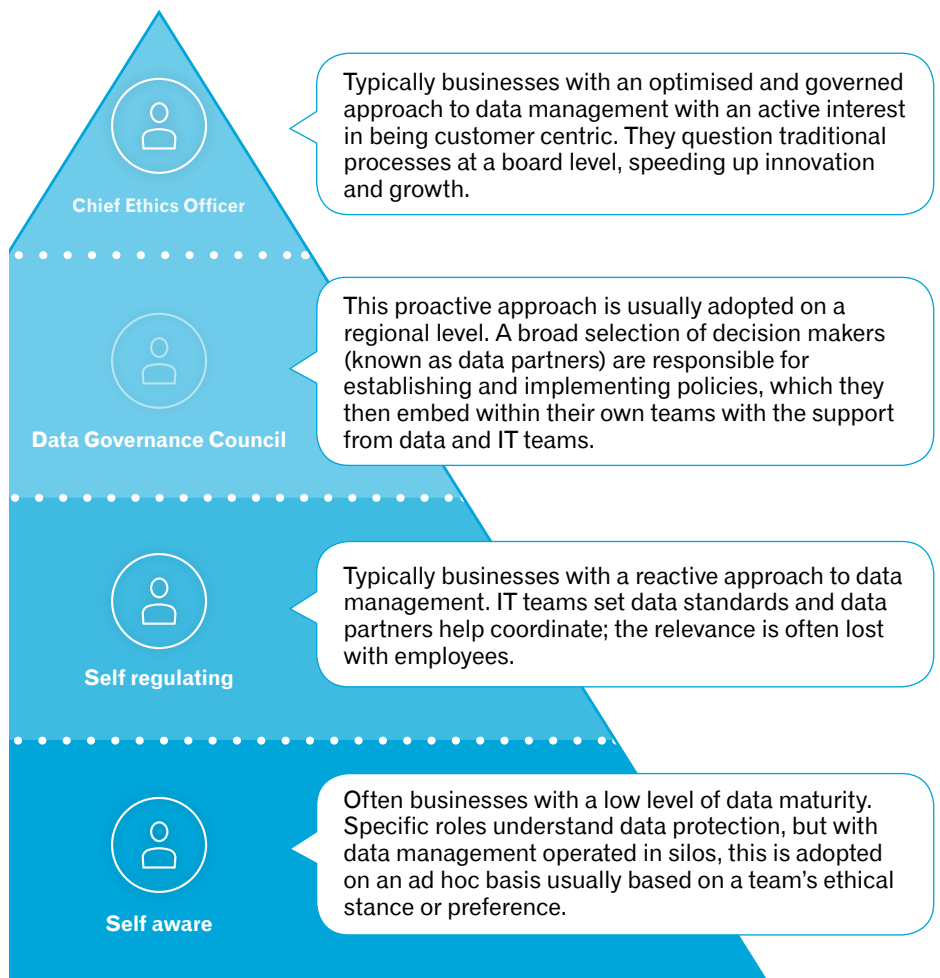 Typically businesses with an optimised and governed
approach to data management with an active interest
in being customer centric. They question traditional
processes at a board level, speeding up innovation
and growth.
Chief Ethics Officer
This proactive approach is usually adopted on a
regional level. A broad selection of decision makers
(known as data partners) are responsible for
establishing and implementing policies, which they
then embed within their own teams with the support
from data and IT teams.
Data Governance Council
Typically businesses with a reactive approach to data
management. IT teams set data standards and data
partners help coordinate; the relevance is often lost
with employees.
Self regulating
Often businesses with a low level of data maturity.
Specific roles understand data protection, but with
data management operated in silos, this is adopted
on an ad hoc basis usually based on a team’s ethical
stance or preference.
Self aware